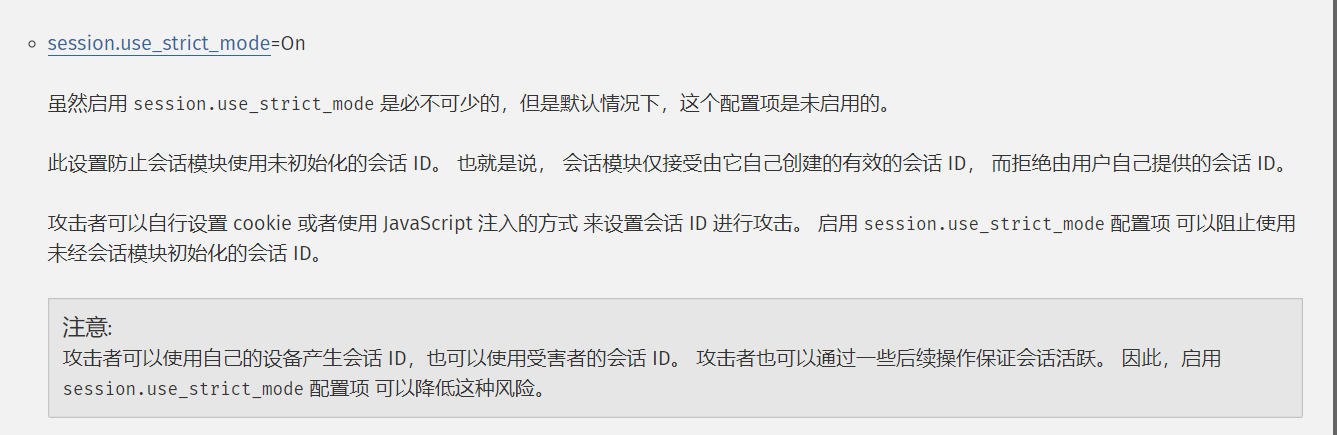 session.use_strict_mode=On
虽然启用 session.use_strict_mode 是必不可少的，但是默认情况下，这个配置项是未启用的。
此设置防止会话模块使用未初始化的会话 ID。 也就是说， 会话模块仅接受由它自己创建的有效的会话 ID， 而拒绝由用户自己提供的会话 ID。
攻击者可以自行设置 cookie 或者使用 JavaScript 注入的方式 来设置会话 ID 进行攻击。 启用 session.use_strict_mode 配置项 可以阻止使用
未经会话模块初始化的会话 ID。
注意:
攻击者可以使用自己的设备产生会话 ID，也可以使用受害者的会话 ID。 攻击者也可以通过一些后续操作保证会话活跃。 因此，启用
session.use_strict_mode 配置项 可以降低这种风险。